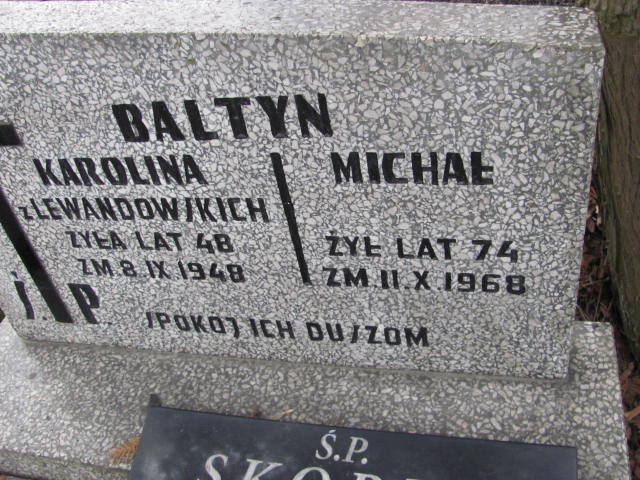 BALTYN
KAROLINA
z LEWANDOWSKICH
ŻYŁA LAT 48
ZM 8.IX 1948
MICHAŁ
ŻYŁ LAT 74
ZM 11.X.1968
Ś.P.
SPOKÓJ ICH DUSZOM
Ś.P.